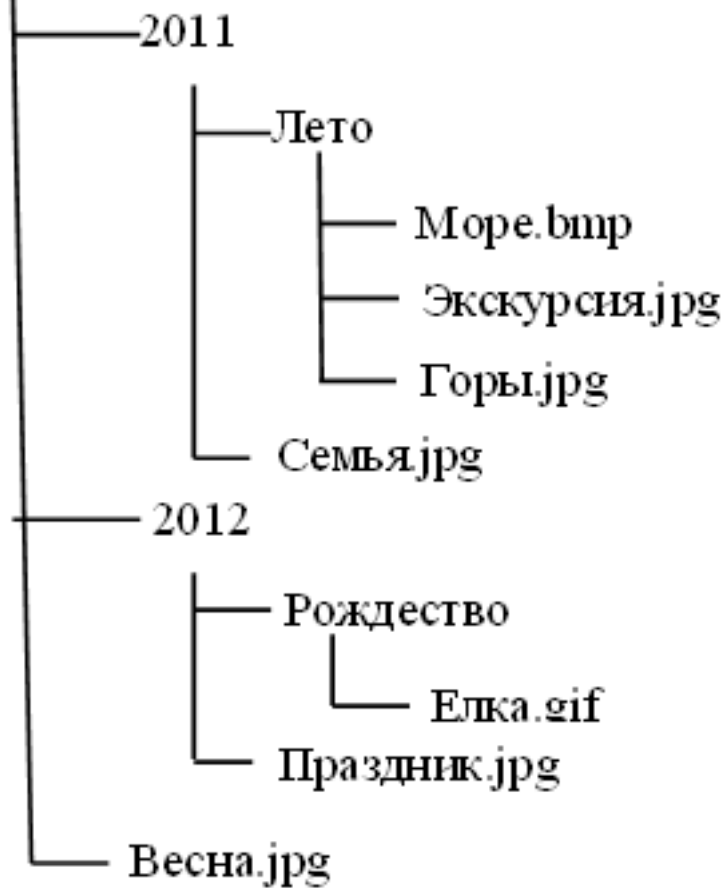 2011
Лето
Море.bmp
Экскурсия.jpg
Горы.jpg
Семья.jpg
2012
Рождество
Елка.gif
Праздник.jpg
Весна.jpg